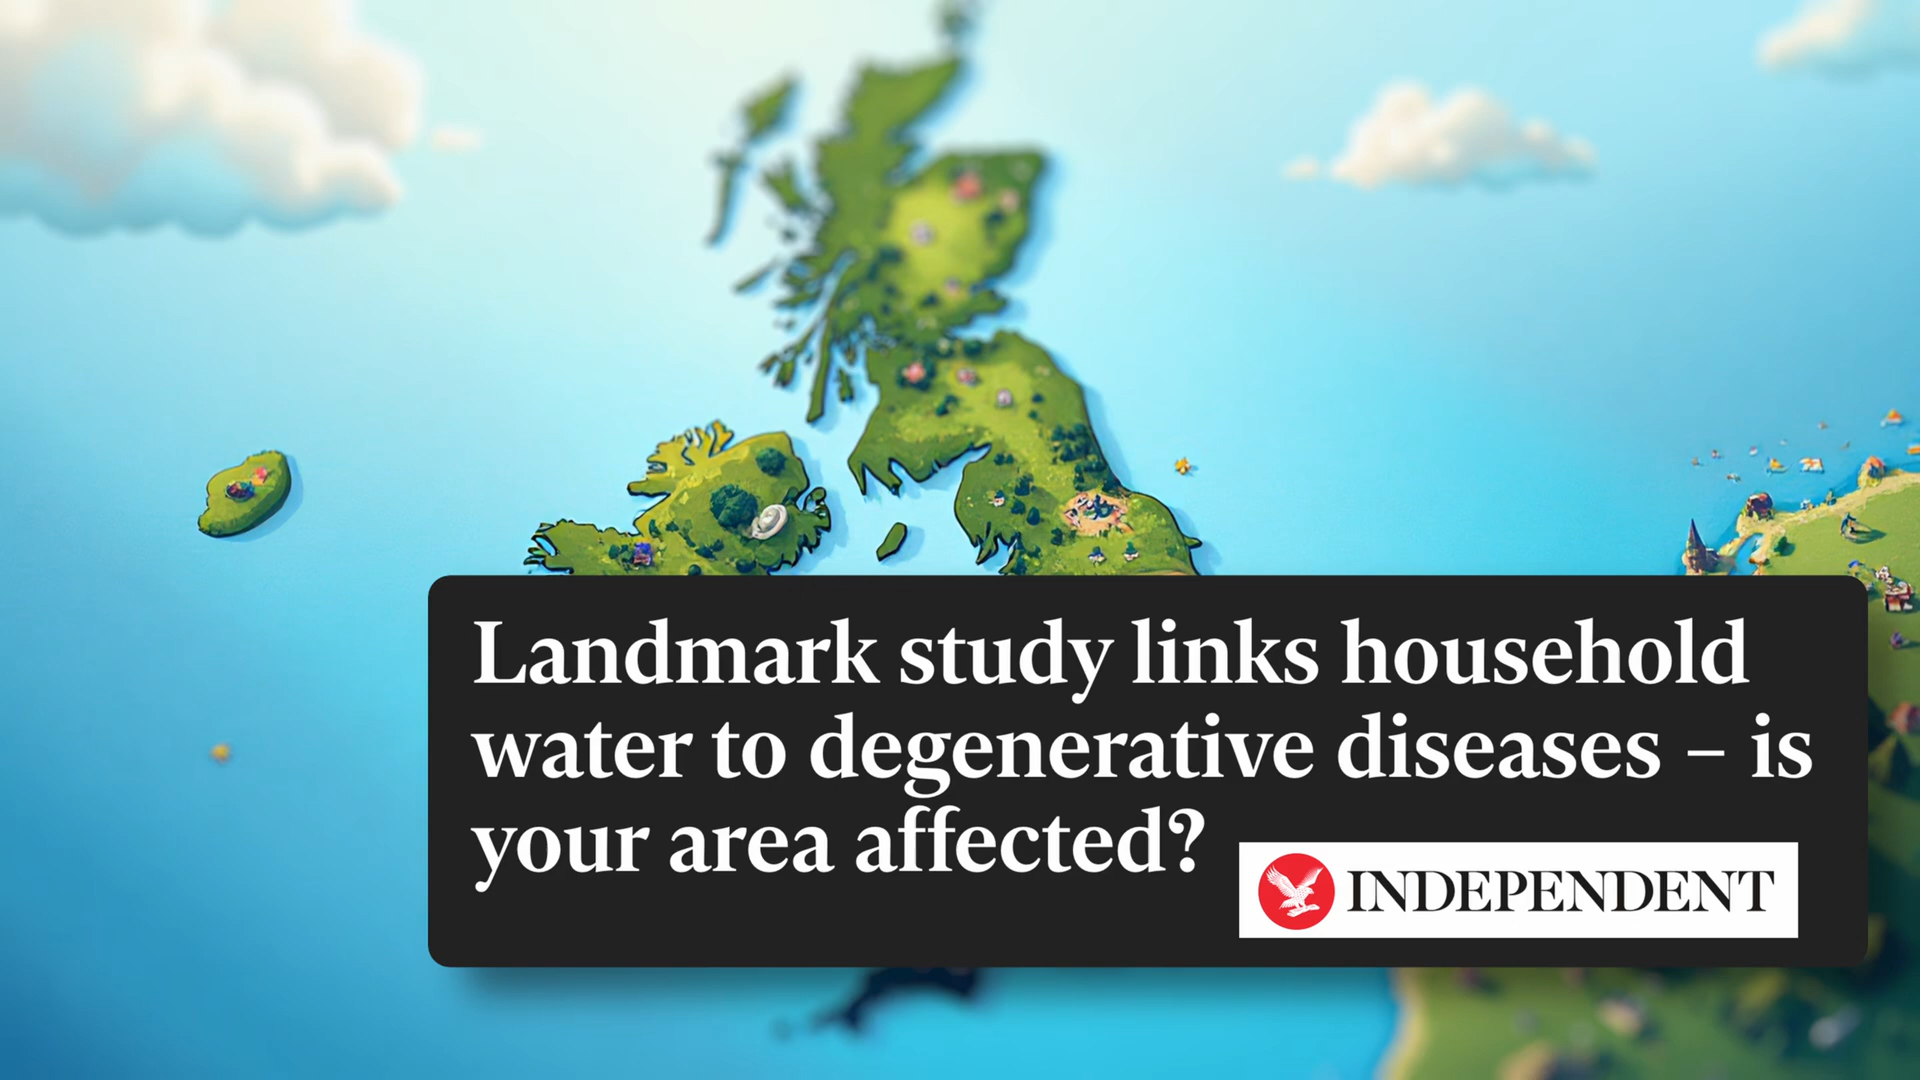 Landmark study links household
water to degenerative diseases – is
your area affected?
INDEPENDENT